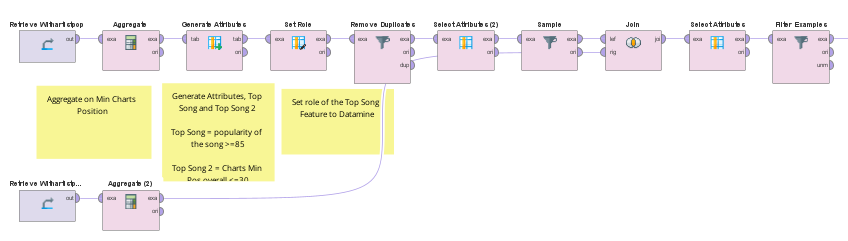 Retrieve Withartistpop
Aggregate
Generate Attributes
Set Role
Remove Duplicates
Select Attributes (2)
Sample
Join
Select Attributes
Filter Examples
out
exa
exa
ori
tab
tab
ori
exa
exa
ori
exa
exa
ori
dup
exa
exa
ori
exa
exa
ori
lef
rig
joi
exa
exa
ori
exa
exa
ori
unm
Aggregate on Min Charts
Position
Generate Attributes, Top
Song and Top Song 2
Top Song = popularity of
the song >=85
Top Song 2 = Charts Min
Pos overall <=30
Set role of the Top Song
Feature to Datamine
Retrieve Withartistp...
Aggregate (2)
out
exa
exa
ori